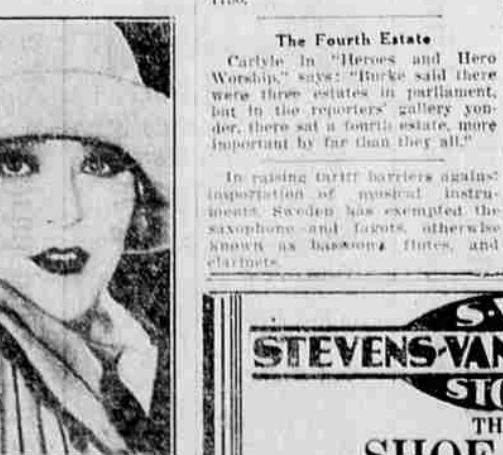 The Fourth Estate
Carlyle in "Heroes and Hero
Worship," says: "Burke said there
were three estates in parliament,
but in the reporters' gallery yon-
der, there sat a fourth estate, more
important by far than they all."
In raising tariff barriers against
importation of musical instru-
ments, Sweden has exempted the
saxophone and fagots, otherwise
known as bassoons, flutes, and
clarinets.
STEVENS-VAN
TH
SHOE